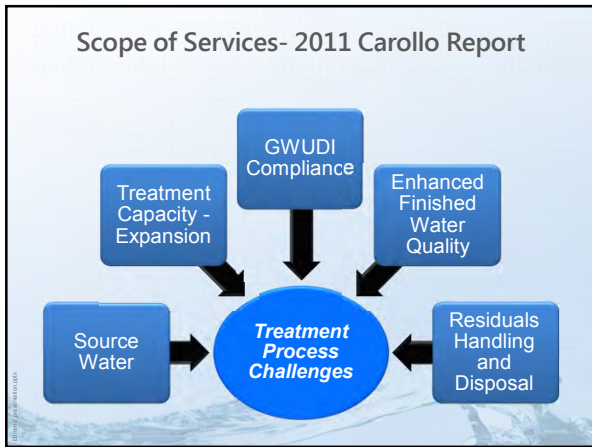 Scope of Services- 2011 Carollo Report
GWUDI
Compliance
Treatment
Capacity -
Expansion
Enhanced
Finished
Water
Quality
Source
Water
Treatment
Process
Challenges
Residuals
Handling
and
Disposal